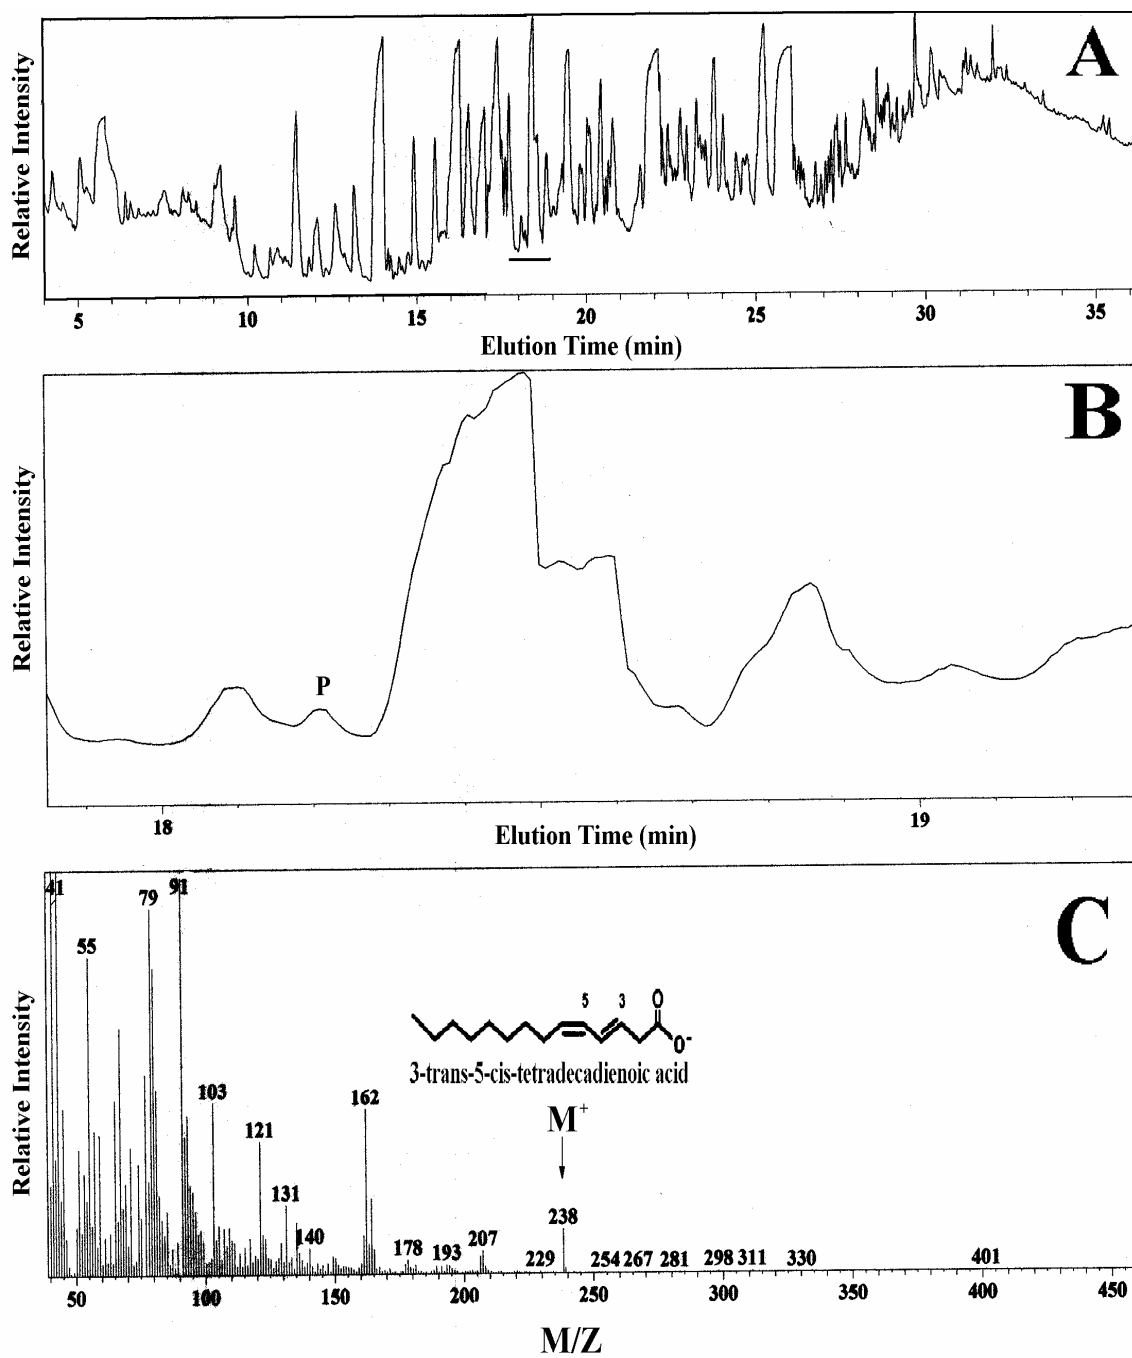 A
Relative Intensity
5 10 15 20 25 30 35
Elution Time (min)
B
Relative Intensity
P
18 19
Elution Time (min)
C
Relative Intensity
41
79
91
55
5 3
O
O-
3-trans-5-cis-tetradecadienoic acid
103
162
M+
121
131
238
140
207
178 193 229 254 267 281 298 311 330 401
50 100 150 200 250 300 350 400 450
M/Z